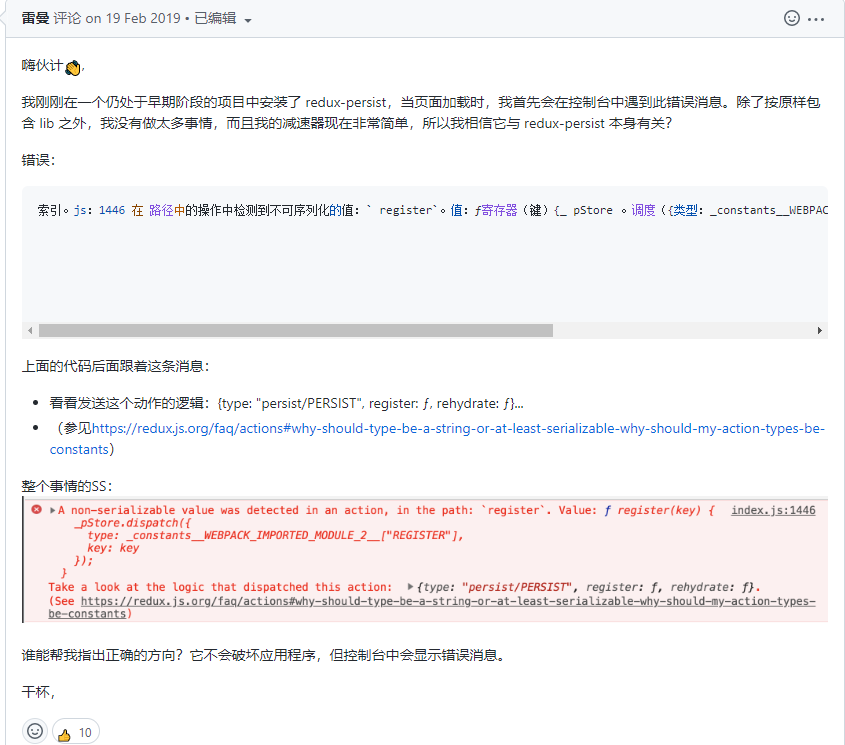 雷曼 评论 on 19 Feb 2019 • 已编辑
嗨伙计👏,
我刚刚在一个仍处于早期阶段的项目中安装了 redux-persist，当页面加载时，我首先会在控制台中遇到此错误消息。除了按原样包
含 lib 之外，我没有做太多事情，而且我的减速器现在非常简单，所以我相信它与 redux-persist 本身有关？
错误：
索引。js：1446 在 路径中的操作中检测到不可序列化的值：` register`。值：ƒ寄存器（键）{_ pStore 。调度（{类型：_constants__WEBPAC
上面的代码后面跟着这条消息：
• 看看发送这个动作的逻辑：{type: "persist/PERSIST", register: ƒ, rehydrate: ƒ}...
• （参见https://redux.js.org/faq/actions#why-should-type-be-a-string-or-at-least-serializable-why-should-my-action-types-be-
constants）
整个事情的SS：
A non-serializable value was detected in an action, in the path: `register`. Value: ƒ register(key) { index.js:1446
_pStore.dispatch({
type: _constants__WEBPACK_IMPORTED_MODULE_2__["REGISTER"],
key: key
});
}
Take a look at the logic that dispatched this action: ▶{type: "persist/PERSIST", register: ƒ, rehydrate: ƒ}.
(See https://redux.js.org/faq/actions#why-should-type-be-a-string-or-at-least-serializable-why-should-my-action-types-
be-constants)
谁能帮我指出正确的方向？它不会破坏应用程序，但控制台中会显示错误消息。
干杯，
👍 10